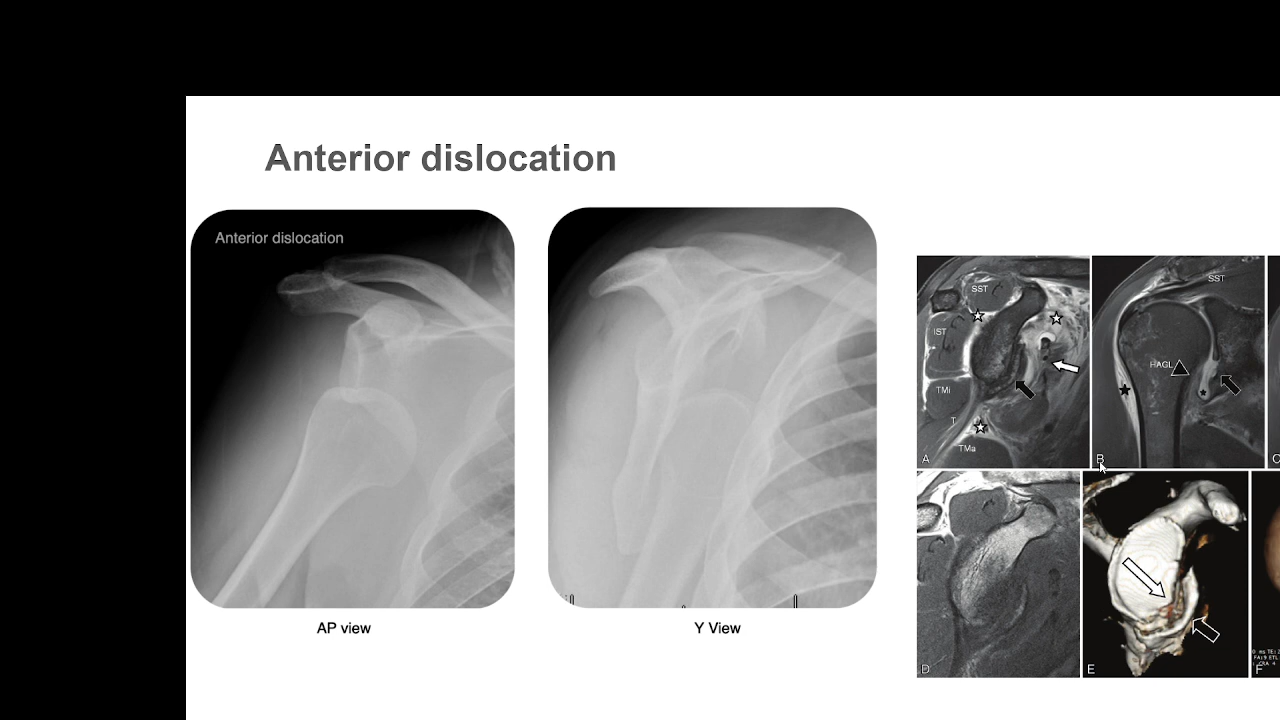 Anterior dislocation
Anterior dislocation
AP view
Y View
SST
IST
TMi
T
TMa
A
SST
HAGL
B
C
D
E
F